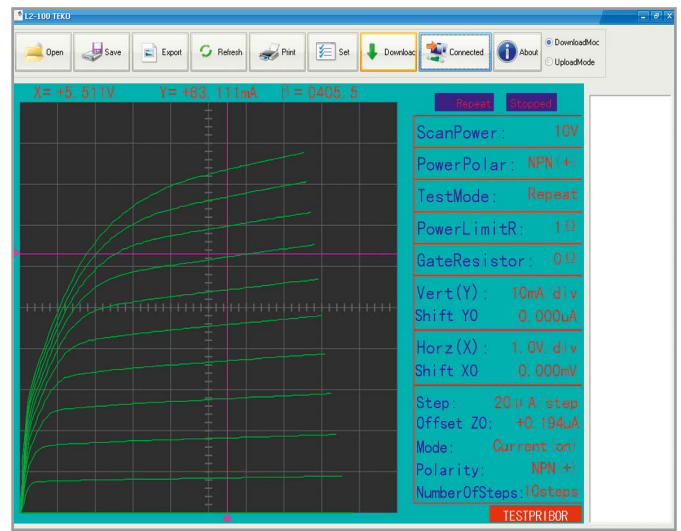 L2-100 TEKO
Open Save Export Refresh Print Set Downloac Connected About DownloadMoc
UploadMode
X= +5.511V Y= +63.111mA β= 0405.5
Repeat Stopped
ScanPower: 10V
PowerPolar: NPN(+)
TestMode: Repeat
PowerLimitR: 1Ω
GateResistor: 0Ω
Vert(Y): 10mA/div
Shift Y0 0.000uA
Horz(X): 1.0V/div
Shift X0 0.000mV
Step: 20μA/step
Offset Z0: +0.194uA
Mode: Current(on)
Polarity: NPN(+)
NumberOfSteps:10steps
TESTPRIBOR